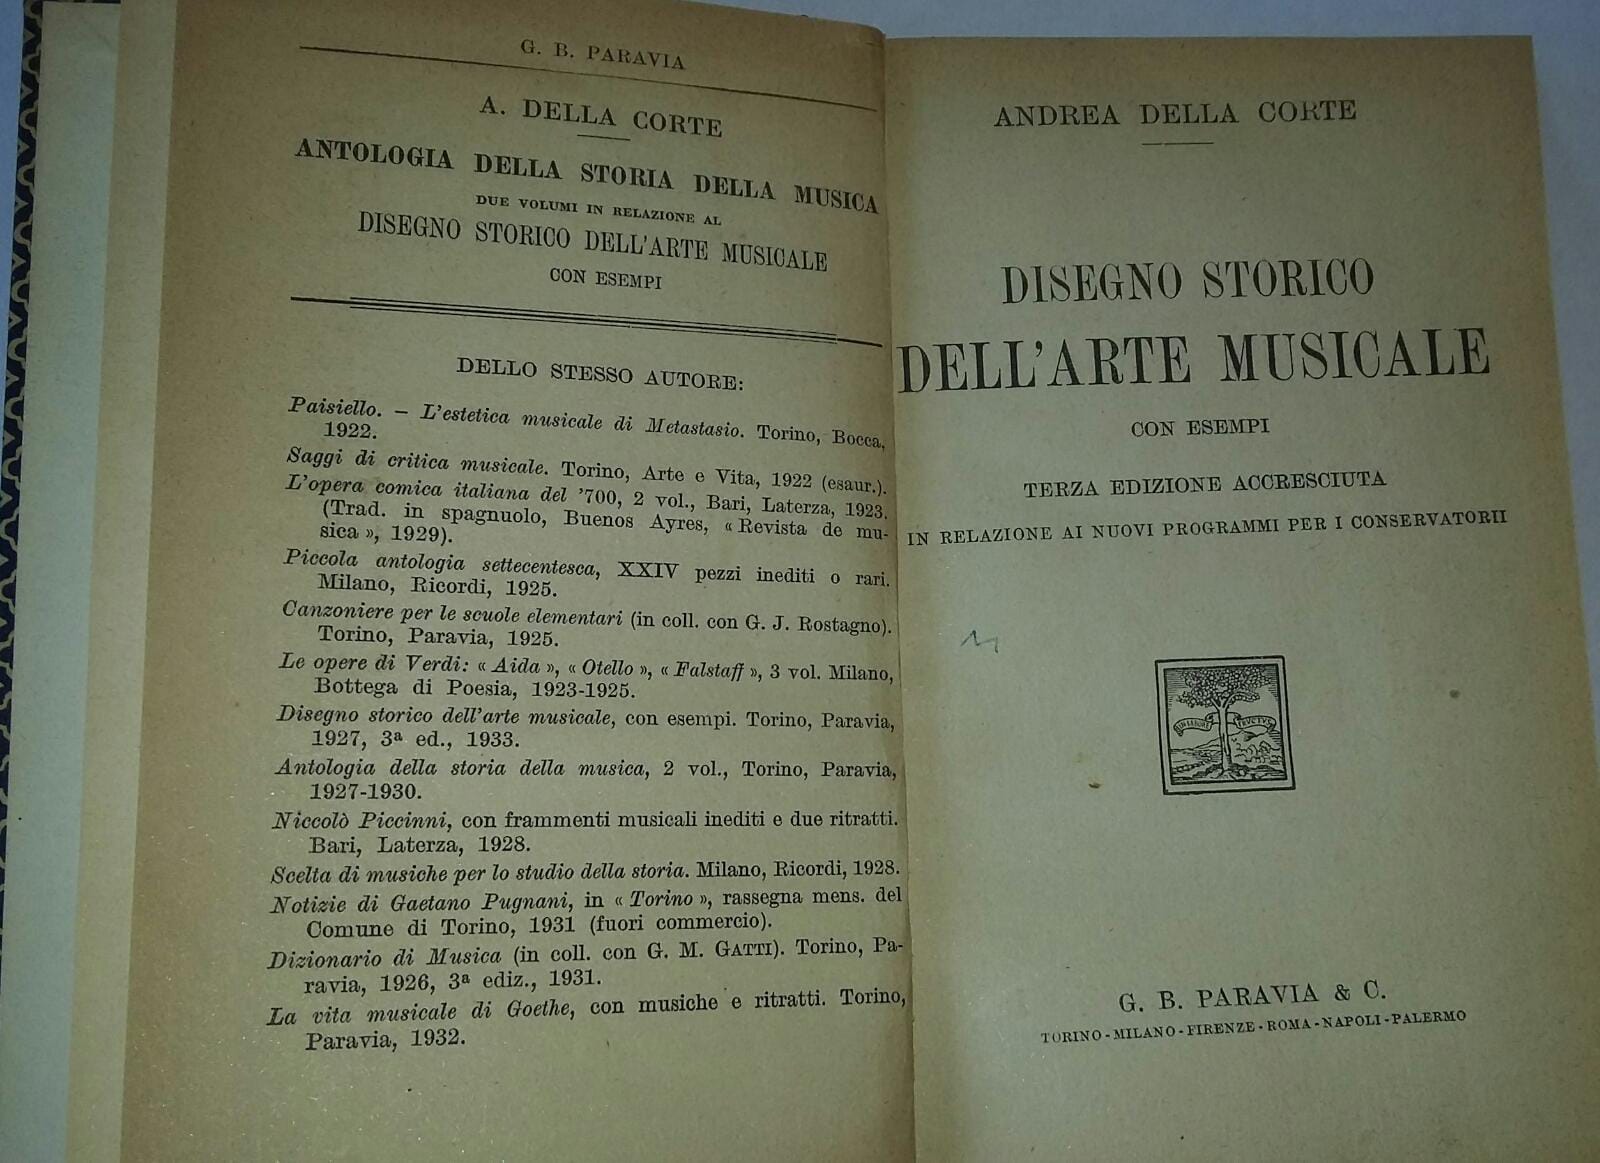 G. B. PARAVIA
A. DELLA CORTE
ANTOLOGIA DELLA STORIA DELLA MUSICA
DUE VOLUMI IN RELAZIONE AL
DISEGNO STORICO DELL'ARTE MUSICALE
CON ESEMPI
DELLO STESSO AUTORE:
Paisiello. — L'estetica musicale di Metastasio. Torino, Bocca,
1922.
Saggi di critica musicale. Torino, Arte e Vita, 1922 (esaur.).
L'opera comica italiana del '700, 2 vol., Bari, Laterza, 1923.
(Trad. in spagnuolo, Buenos Ayres, « Revista de mu-
sica », 1929).
Piccola antologia settecentesca, XXIV pezzi inediti o rari.
Milano, Ricordi, 1925.
Canzoniere per le scuole elementari (in coll. con G. J. Rostagno).
Torino, Paravia, 1925.
Le opere di Verdi: « Aida », « Otello », « Falstaff », 3 vol. Milano,
Bottega di Poesia, 1923-1925.
Disegno storico dell'arte musicale, con esempi. Torino, Paravia,
1927, 3ª ed., 1933.
Antologia della storia della musica, 2 vol., Torino, Paravia,
1927-1930.
Niccolò Piccinni, con frammenti musicali inediti e due ritratti.
Bari, Laterza, 1928.
Scelta di musiche per lo studio della storia. Milano, Ricordi, 1928.
Notizie di Gaetano Pugnani, in « Torino », rassegna mens. del
Comune di Torino, 1931 (fuori commercio).
Dizionario di Musica (in coll. con G. M. GATTI). Torino, Pa-
ravia, 1926, 3ª ediz., 1931.
La vita musicale di Goethe, con musiche e ritratti. Torino,
Paravia, 1932.
ANDREA DELLA CORTE
DISEGNO STORICO
DELL'ARTE MUSICALE
CON ESEMPI
TERZA EDIZIONE ACCRESCIUTA
IN RELAZIONE AI NUOVI PROGRAMMI PER I CONSERVATORII
IN LABORE FRVCTVS
G. B. PARAVIA & C.
TORINO - MILANO - FIRENZE - ROMA - NAPOLI - PALERMO